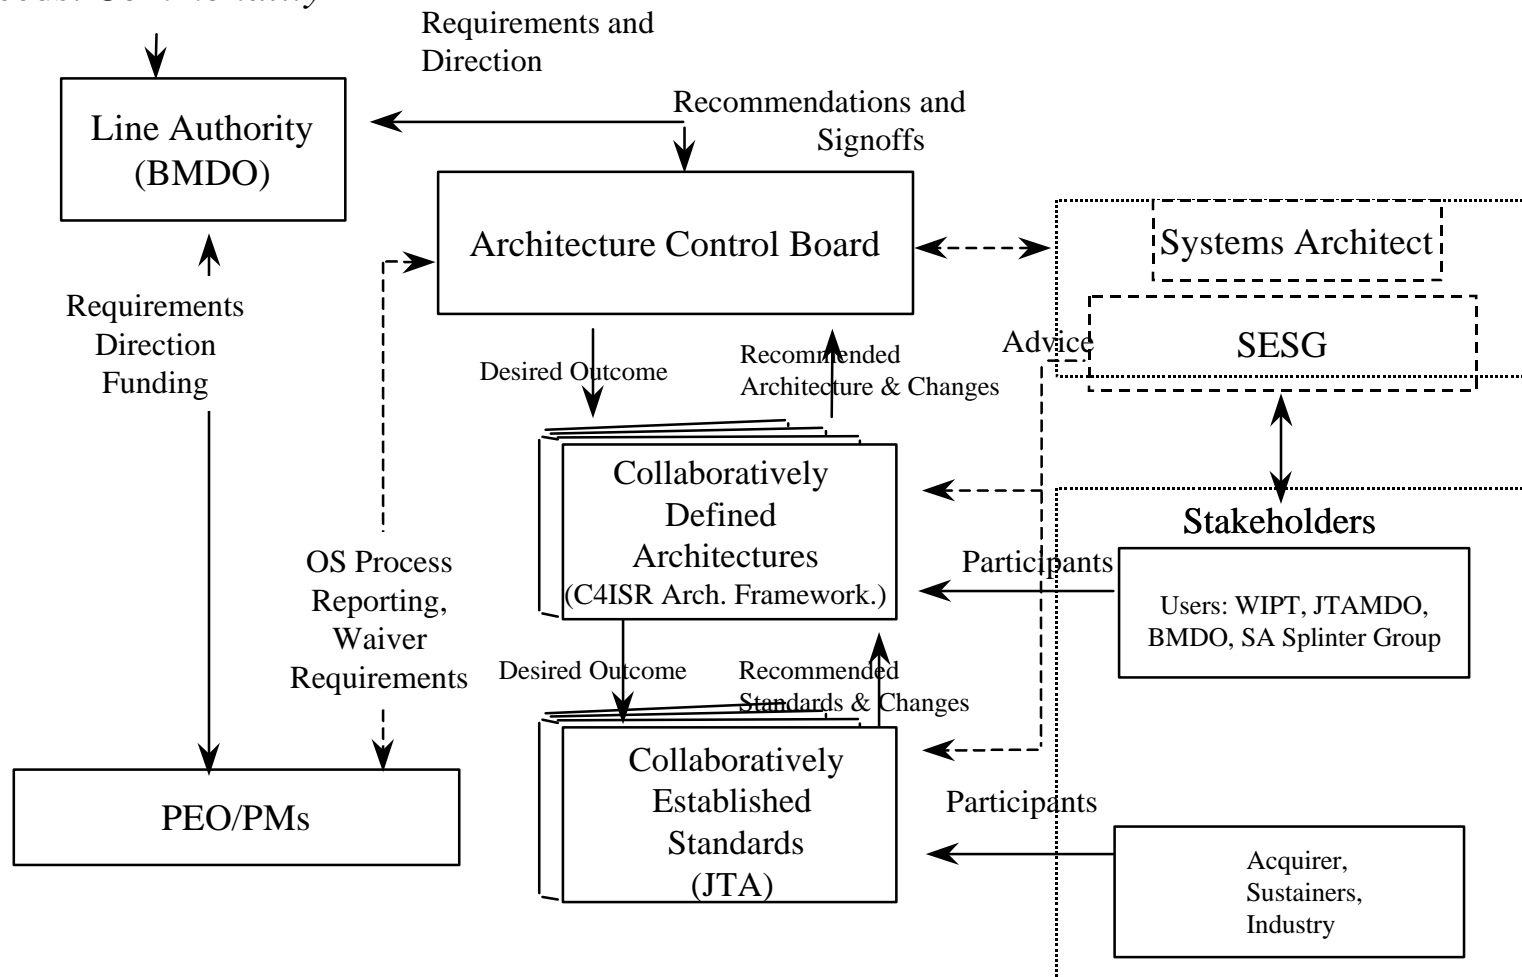 Requirements and
Direction
Recommendations and
Signoffs
Line Authority
(BMDO)
Architecture Control Board
Systems Architect
SESG
Advice
Requirements
Direction
Funding
Desired Outcome
Recommended
Architecture & Changes
Collaboratively
Defined
Architectures
(C4ISR Arch. Framework.)
Stakeholders
Participants
Users: WIPT, JTAMDO,
BMDO, SA Splinter Group
OS Process
Reporting,
Waiver
Requirements
Desired Outcome
Recommended
Standards & Changes
Collaboratively
Established
Standards
(JTA)
PEO/PMs
Participants
Acquirer,
Sustainers,
Industry